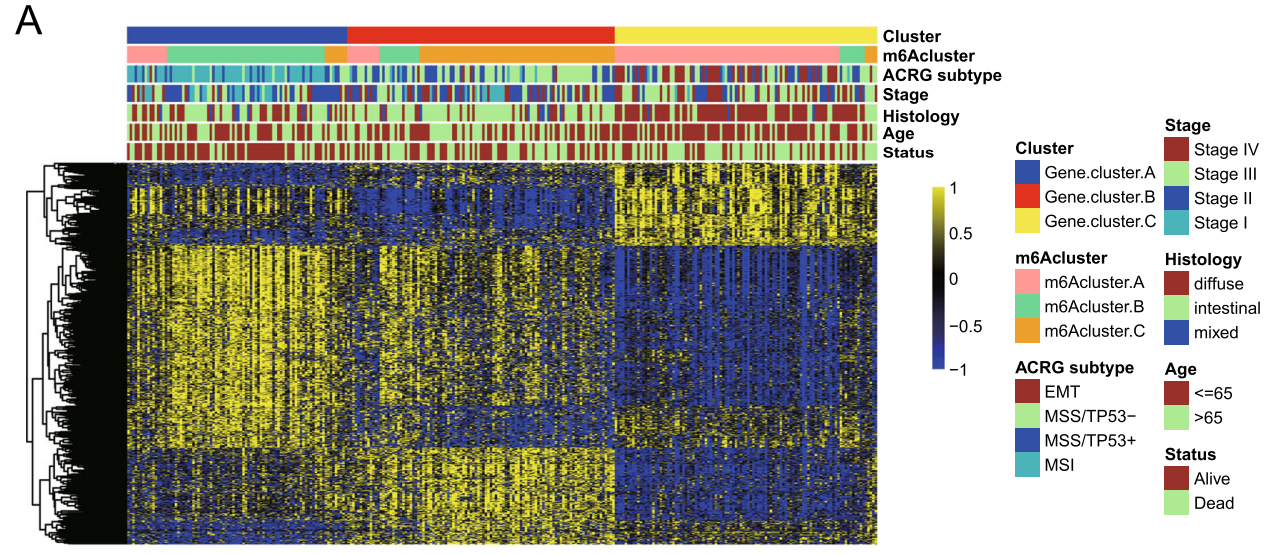 A
Cluster
m6Acluster
ACRG subtype
Stage
Histology
Age
Status
1
0.5
0
−0.5
−1
Cluster
Gene.cluster.A
Gene.cluster.B
Gene.cluster.C
m6Acluster
m6Acluster.A
m6Acluster.B
m6Acluster.C
ACRG subtype
EMT
MSS/TP53−
MSS/TP53+
MSI
Stage
Stage IV
Stage III
Stage II
Stage I
Histology
diffuse
intestinal
mixed
Age
<=65
>65
Status
Alive
Dead